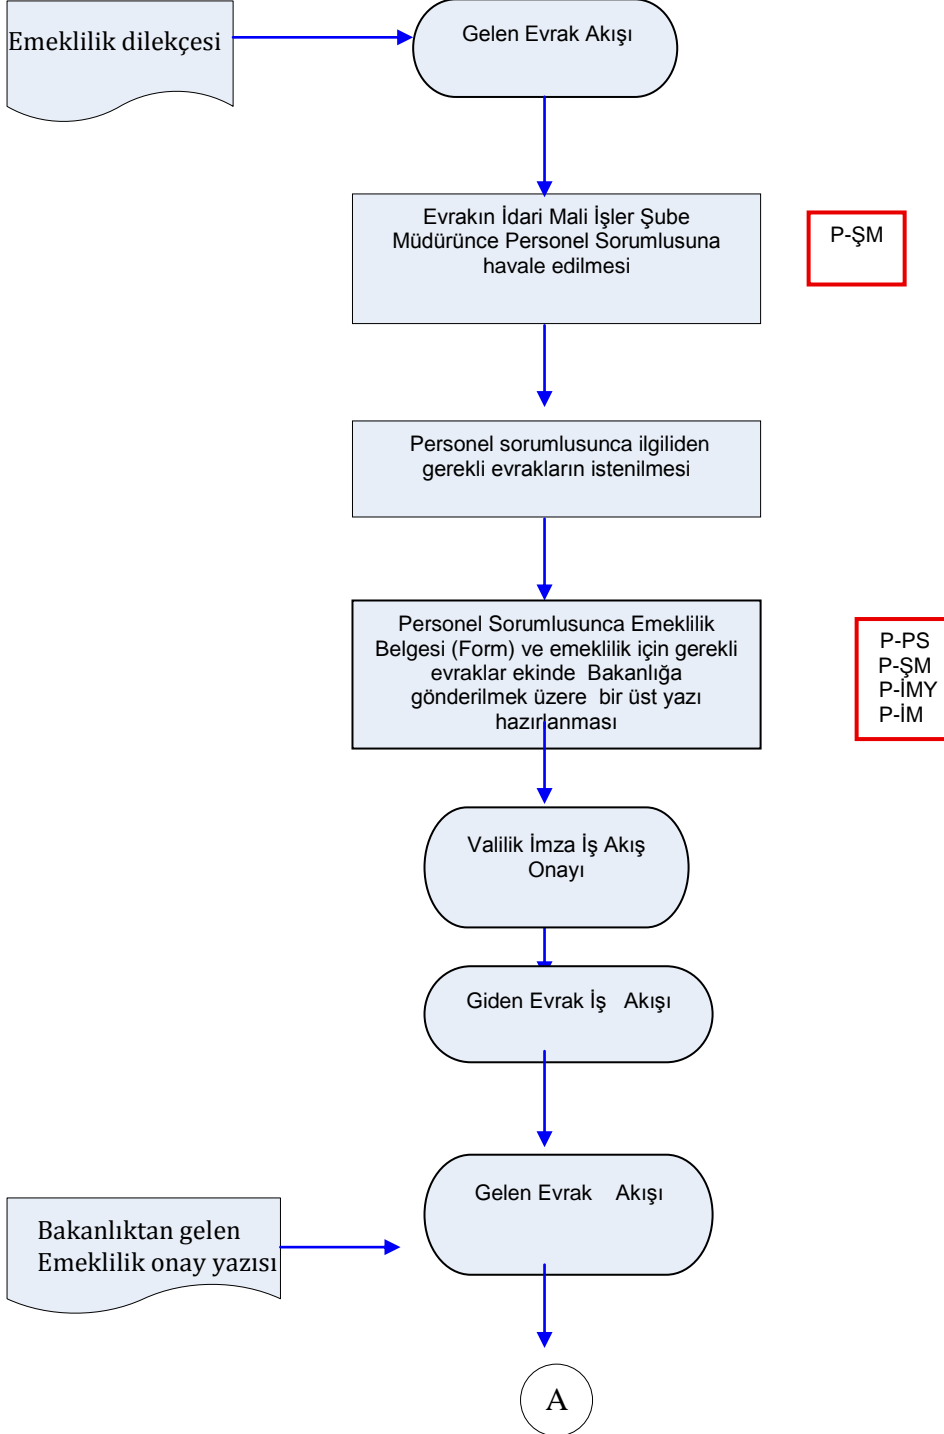 Emeklilik dilekçesi
Gelen Evrak Akışı
Evrakın İdari Mali İşler Şube
Müdürünce Personel Sorumlusuna
havale edilmesi
P-ŞM
Personel sorumlusunca ilgiliden
gerekli evrakların istenilmesi
Personel Sorumlusunca Emeklilik
Belgesi (Form) ve emeklilik için gerekli
evraklar ekinde Bakanlığa
gönderilmek üzere bir üst yazı
hazırlanması
P-PS
P-ŞM
P-İMY
P-İM
Valilik İmza İş Akış
Onayı
Giden Evrak İş Akışı
Gelen Evrak Akışı
Bakanlıktan gelen
Emeklilik onay yazısı
A